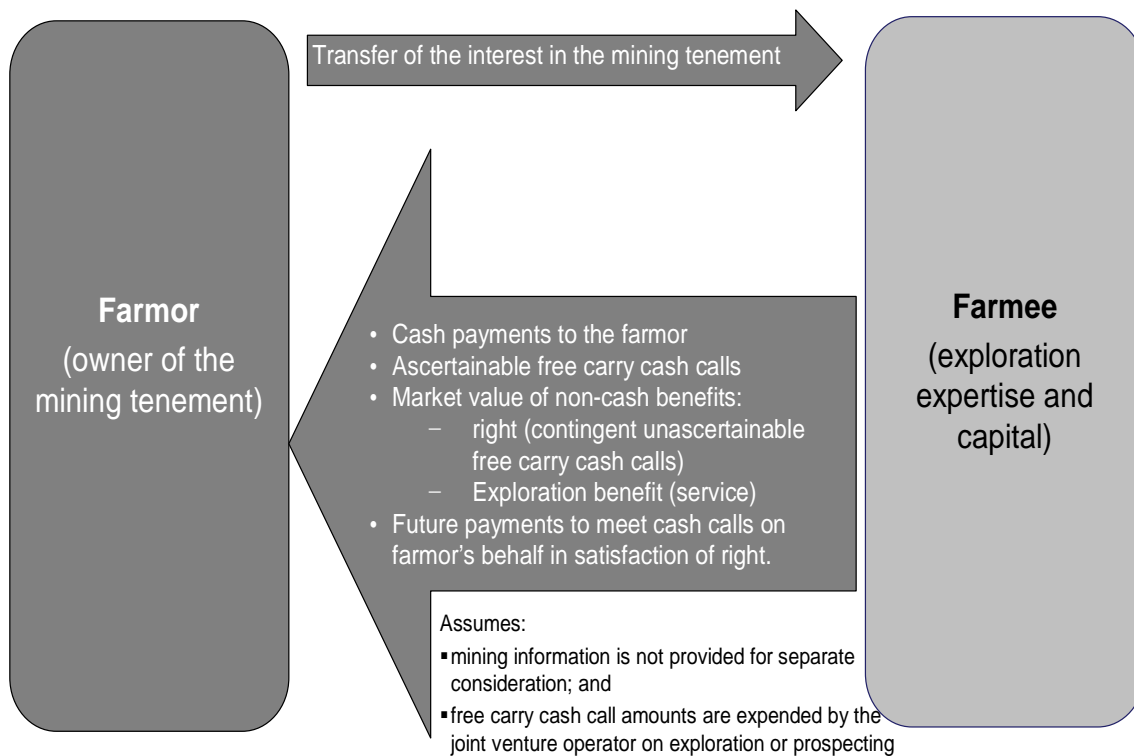 Transfer of the interest in the mining tenement
Farmor
(owner of the
mining tenement)
• Cash payments to the farmor
• Ascertainable free carry cash calls
• Market value of non-cash benefits:
– right (contingent unascertainable
free carry cash calls)
– Exploration benefit (service)
• Future payments to meet cash calls on
farmor's behalf in satisfaction of right.
Farmee
(exploration
expertise and
capital)
Assumes:
▪mining information is not provided for separate
consideration; and
▪free carry cash call amounts are expended by the
joint venture operator on exploration or prospecting